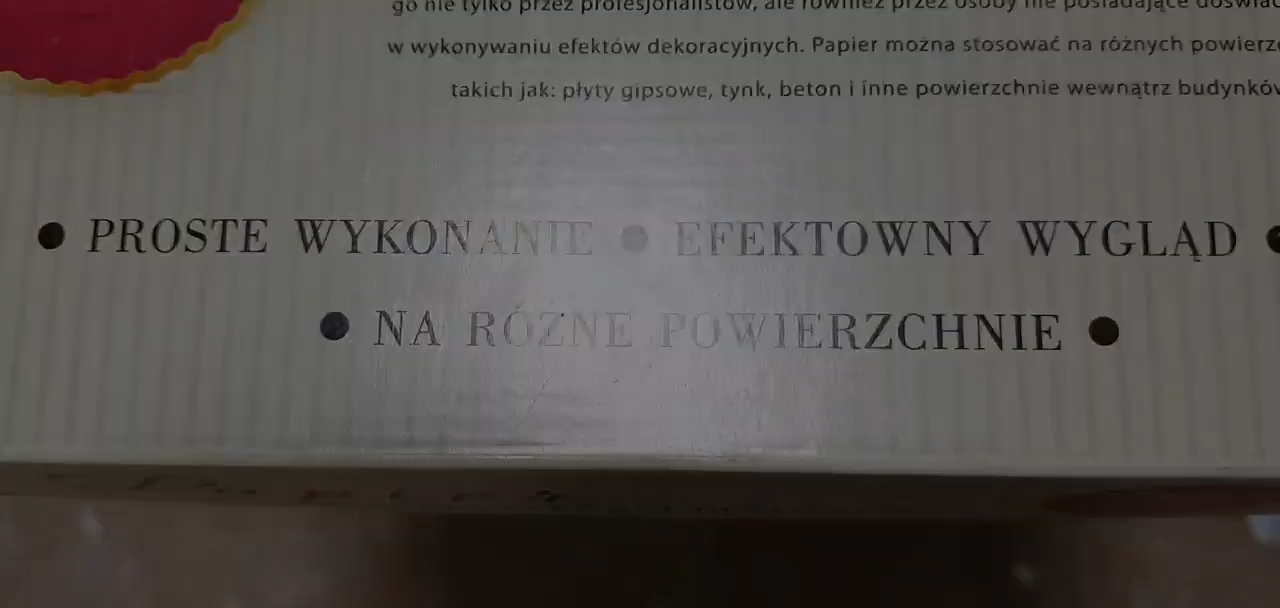 go nie tylko przez profesjonalistów, ale również przez osoby nie posiadające
w wykonywaniu efektów dekoracyjnych. Papier można stosować na różnych
takich jak: płyty gipsowe, tynk, beton i inne powierzchnie wewnątrz
● PROSTE WYKONANIE ● EFEKTOWNY WYGLĄD ●
● NA RÓŻNE POWIERZCHNIE ●